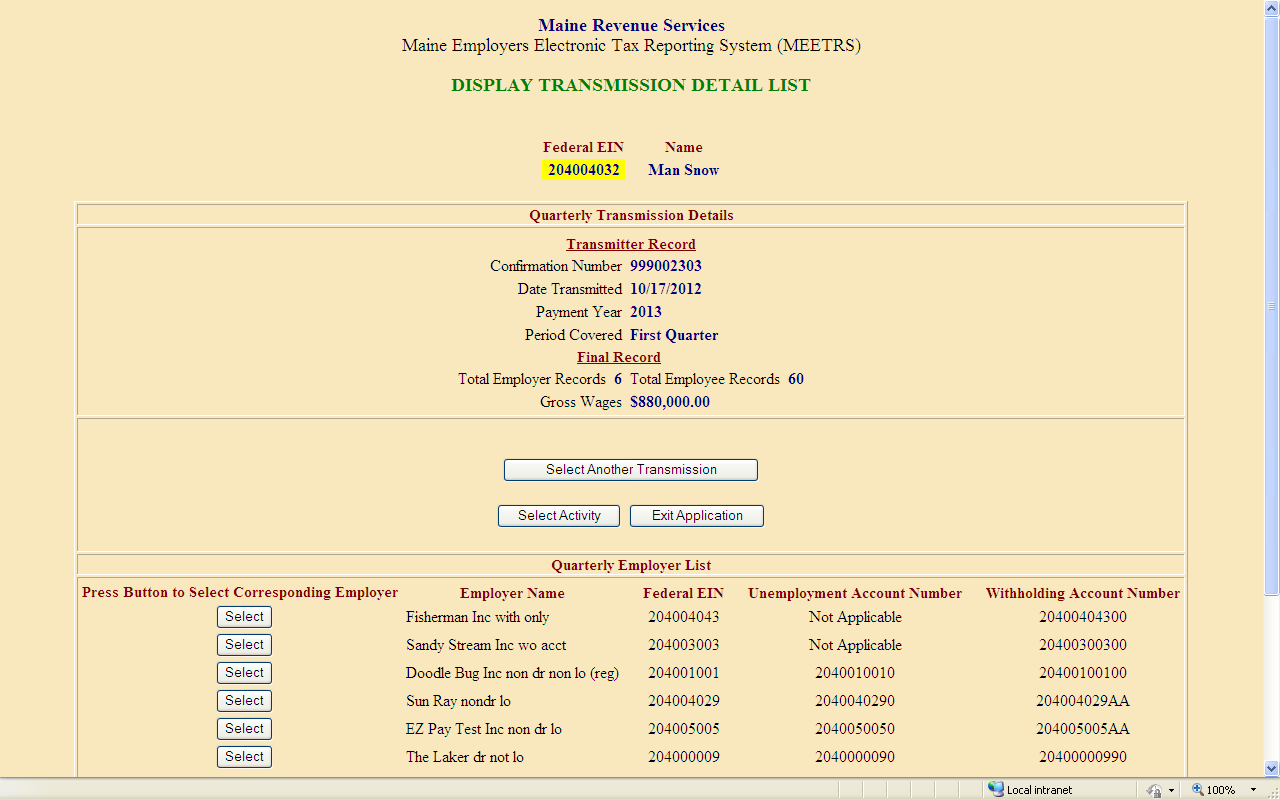 Maine Revenue Services
Maine Employers Electronic Tax Reporting System (MEETRS)
DISPLAY TRANSMISSION DETAIL LIST
Federal EIN Name
204004032 Man Snow
Quarterly Transmission Details
Transmitter Record
Confirmation Number 999002303
Date Transmitted 10/17/2012
Payment Year 2013
Period Covered First Quarter
Final Record
Total Employer Records 6 Total Employee Records 60
Gross Wages $880,000.00
Select Another Transmission
Select Activity Exit Application
Quarterly Employer List
Press Button to Select Corresponding Employer Employer Name Federal EIN Unemployment Account Number Withholding Account Number
Select Fisherman Inc with only 204004043 Not Applicable 20400404300
Select Sandy Stream Inc wo acct 204003003 Not Applicable 20400300300
Select Doodle Bug Inc non dr non lo (reg) 204001001 2040010010 20400100100
Select Sun Ray nondr lo 204004029 2040040290 204004029AA
Select EZ Pay Test Inc non dr lo 204005005 2040050050 204005005AA
Select The Laker dr not lo 204000009 2040000090 20400000990
Local intranet 100%